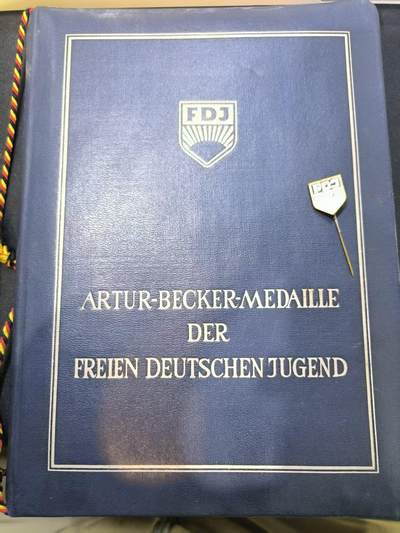 FDJ
FDJ
ARTUR-BECKER-MEDAILLE
DER
FREIEN DEUTSCHEN JUGEND